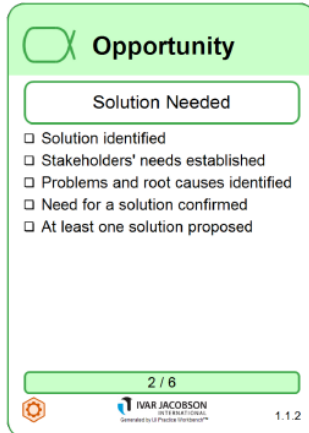 Opportunity
Solution Needed
❑ Solution identified
❑ Stakeholders' needs established
❑ Problems and root causes identified
❑ Need for a solution confirmed
❑ At least one solution proposed
2 / 6
IVAR JACOBSON
INTERNATIONAL
Generated by IJI Practice Workbench™
1.1.2